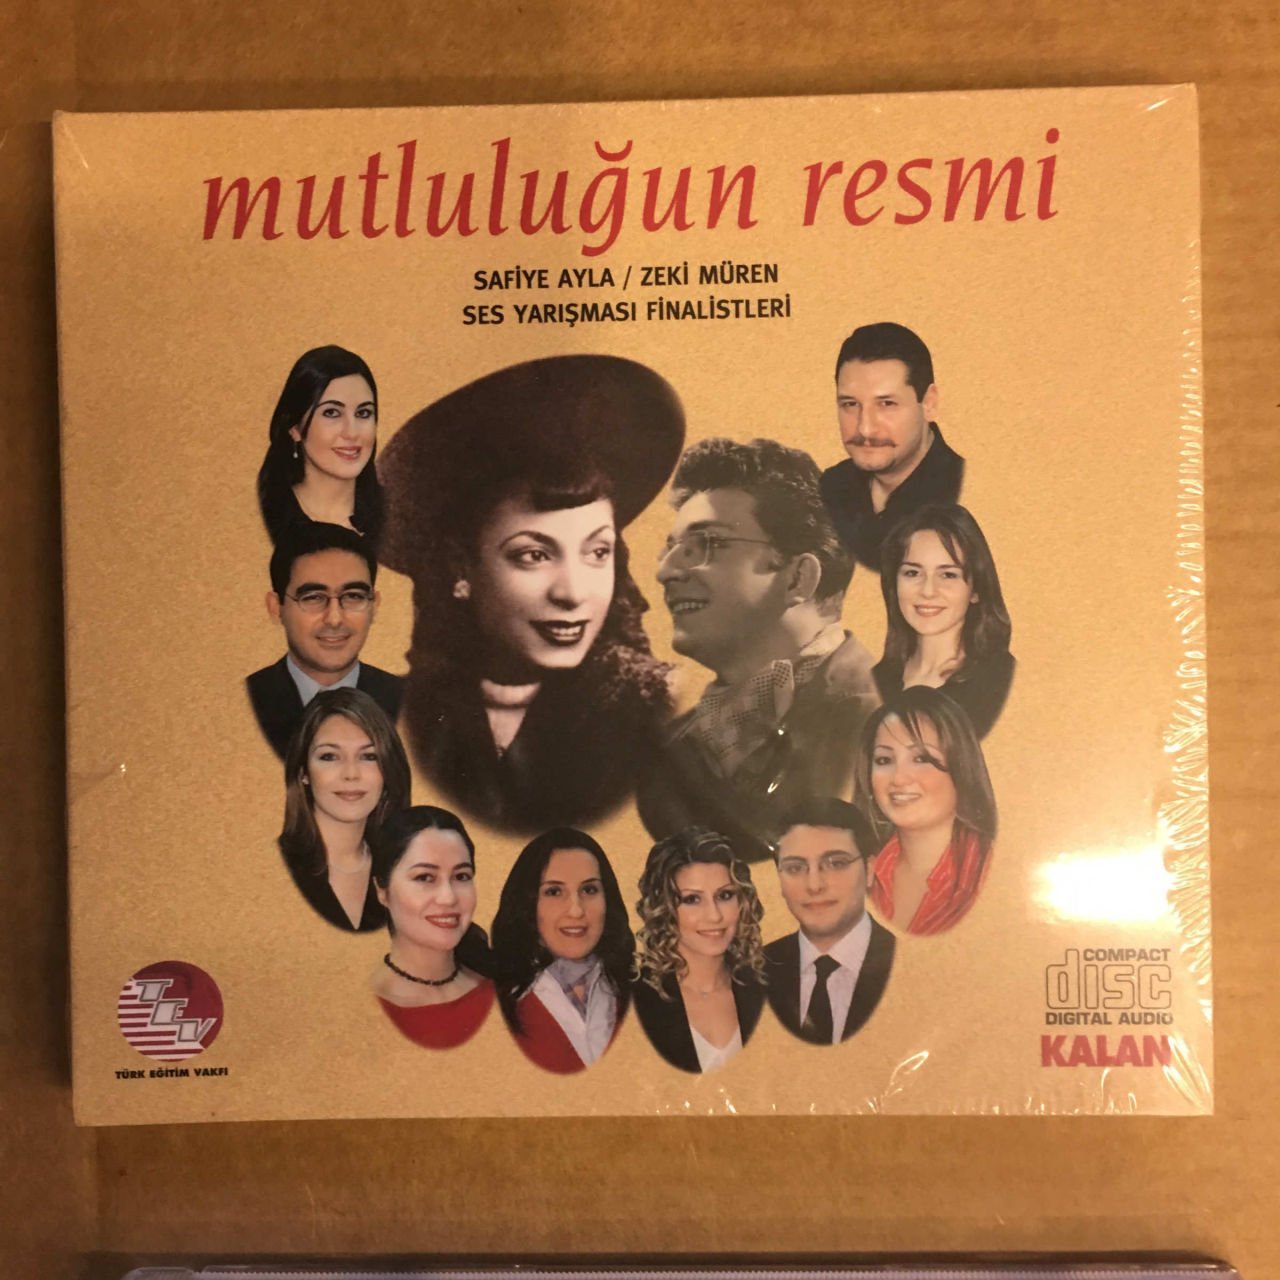 mutluluğun resmi
SAFİYE AYLA / ZEKİ MÜREN
SES YARIŞMASI FİNALİSTLERİ
TEV
TÜRK EĞİTİM VAKFI
COMPACT
disc
DIGITAL AUDIO
KALAN